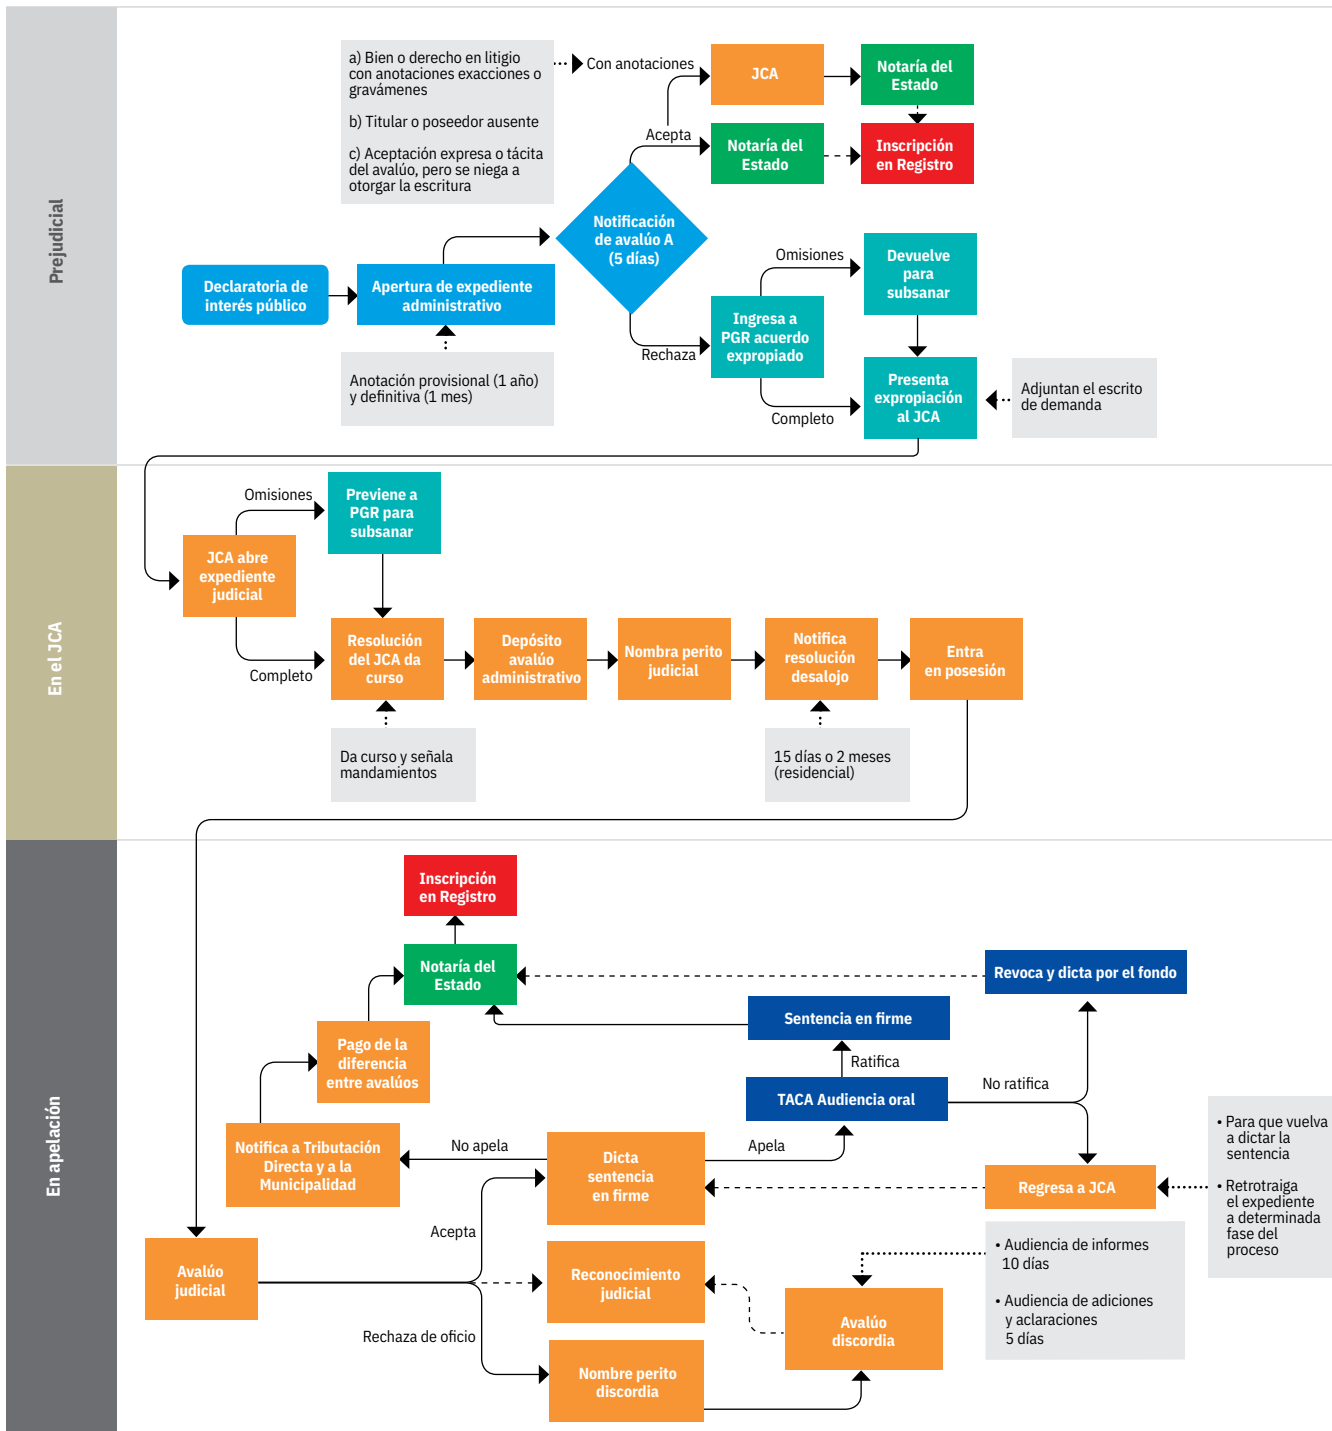 Prejudicial
a) Bien o derecho en litigio
con anotaciones exacciones o
gravámenes
b) Titular o poseedor ausente
c) Aceptación expresa o tácita
del avalúo, pero se niega a
otorgar la escritura
Con anotaciones
JCA
Notaría del
Estado
Acepta
Notaría del
Estado
Inscripción
en Registro
Notificación
de avalúo A
(5 días)
Declaratoria de
interés público
Apertura de expediente
administrativo
Anotación provisional (1 año)
y definitiva (1 mes)
Rechaza
Ingresa a
PGR acuerdo
expropiado
Omisiones
Devuelve
para
subsanar
Completo
Presenta
expropiación
al JCA
Adjuntan el escrito
de demanda
En el JCA
JCA abre
expediente
judicial
Omisiones
Previene a
PGR para
subsanar
Completo
Resolución
del JCA da
curso
Depósito
avalúo
administrativo
Nombra perito
judicial
Notifica
resolución
desalojo
Entra
en posesión
Da curso y señala
mandamientos
15 días o 2 meses
(residencial)
En apelación
Inscripción
en Registro
Notaría del
Estado
Revoca y dicta por el fondo
Sentencia en firme
Pago de la
diferencia
entre avalúos
Ratifica
TACA Audiencia oral
No ratifica
Notifica a Tributación
Directa y a la
Municipalidad
No apela
Dicta
sentencia
en firme
Apela
Regresa a JCA
• Para que vuelva
a dictar la
sentencia
• Retrotraiga
el expediente
a determinada
fase del
proceso
Acepta
Avalúo
judicial
Reconocimiento
judicial
Rechaza de oficio
Nombre perito
discordia
Avalúo
discordia
• Audiencia de informes
10 días
• Audiencia de adiciones
y aclaraciones
5 días